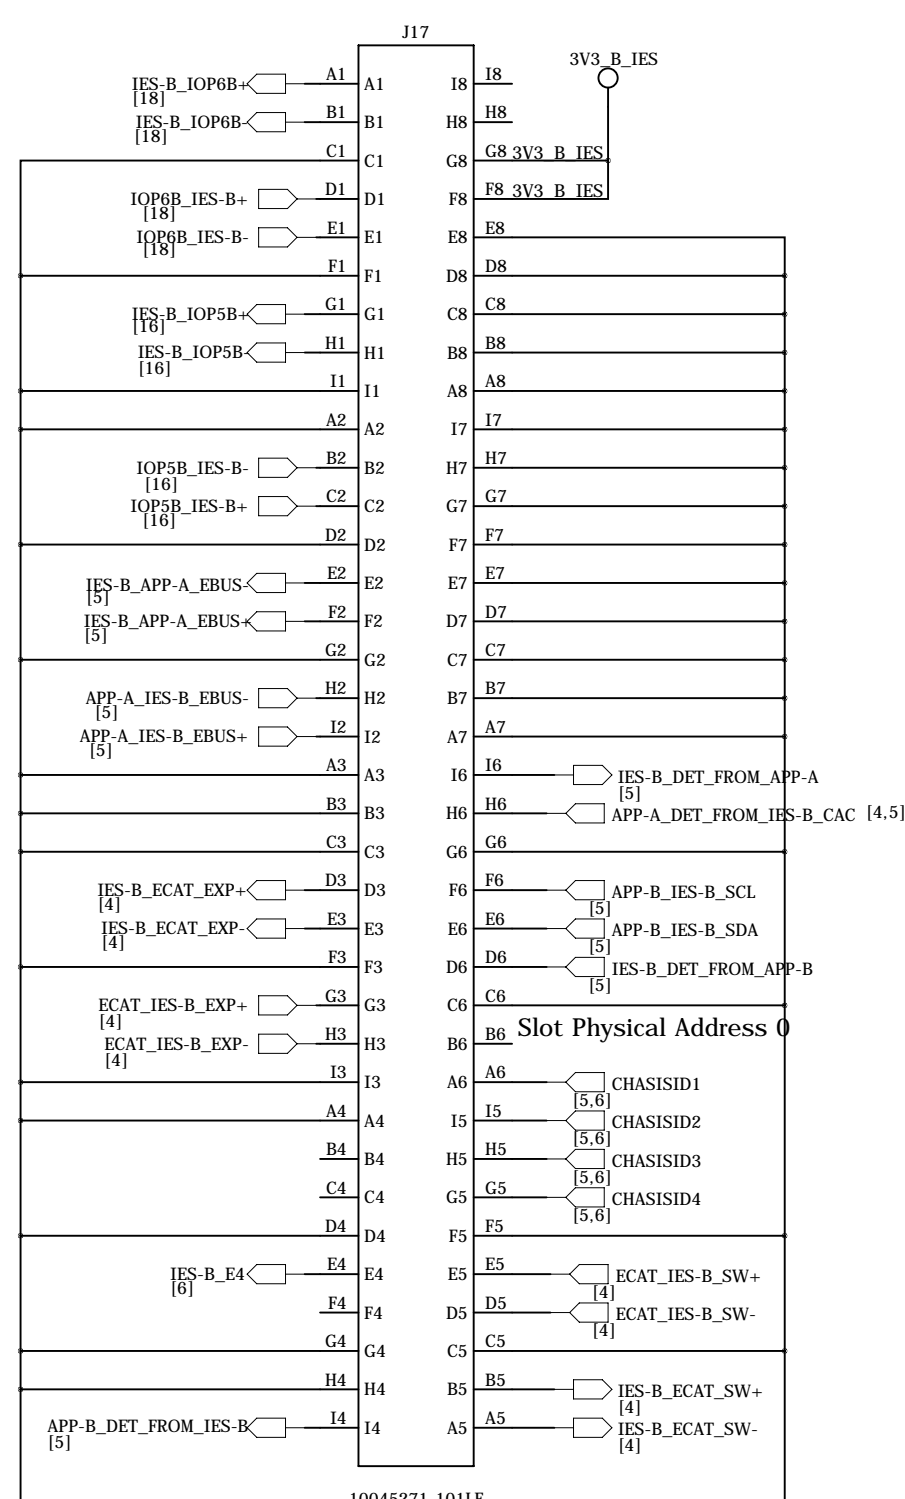 J17
3V3_B_IES
IES-B_IOP6B+ A1 A1 I8 I8
[18]
IES-B_IOP6B- B1 B1 H8 H8
[18]
C1 C1 G8 G8 3V3_B_IES
IOP6B_IES-B+ D1 D1 F8 F8 3V3_B_IES
[18]
IOP6B_IES-B- E1 E1 E8 E8
[18]
F1 F1 D8 D8
IES-B_IOP5B+ G1 G1 C8 C8
[16]
IES-B_IOP5B- H1 H1 B8 B8
[16]
I1 I1 A8 A8
A2 A2 I7 I7
IOP5B_IES-B- B2 B2 H7 H7
[16]
IOP5B_IES-B+ C2 C2 G7 G7
[16]
D2 D2 F7 F7
IES-B_APP-A_EBUS- E2 E2 E7 E7
[5]
IES-B_APP-A_EBUS+ F2 F2 D7 D7
[5]
G2 G2 C7 C7
APP-A_IES-B_EBUS- H2 H2 B7 B7
[5]
APP-A_IES-B_EBUS+ I2 I2 A7 A7
[5]
A3 A3 I6 I6 IES-B_DET_FROM_APP-A
[5]
B3 B3 H6 H6 APP-A_DET_FROM_IES-B_CAC [4,5]
C3 C3 G6 G6
IES-B_ECAT_EXP+ D3 D3 F6 F6 APP-B_IES-B_SCL
[4] [5]
IES-B_ECAT_EXP- E3 E3 E6 E6 APP-B_IES-B_SDA
[4] [5]
F3 F3 D6 D6 IES-B_DET_FROM_APP-B
[5]
ECAT_IES-B_EXP+ G3 G3 C6 C6
[4]
Slot Physical Address 0
ECAT_IES-B_EXP- H3 H3 B6 B6
[4]
I3 I3 A6 A6 CHASISID1
[5,6]
A4 A4 I5 I5 CHASISID2
[5,6]
B4 B4 H5 H5 CHASISID3
[5,6]
C4 C4 G5 G5 CHASISID4
[5,6]
D4 D4 F5 F5
IES-B_E4 E4 E4 E5 E5 ECAT_IES-B_SW+
[6] [4]
F4 F4 D5 D5 ECAT_IES-B_SW-
[4]
G4 G4 C5 C5
H4 H4 B5 B5 IES-B_ECAT_SW+
[4]
APP-B_DET_FROM_IES-B I4 I4 A5 A5 IES-B_ECAT_SW-
[5] [4]
10045271-101LF